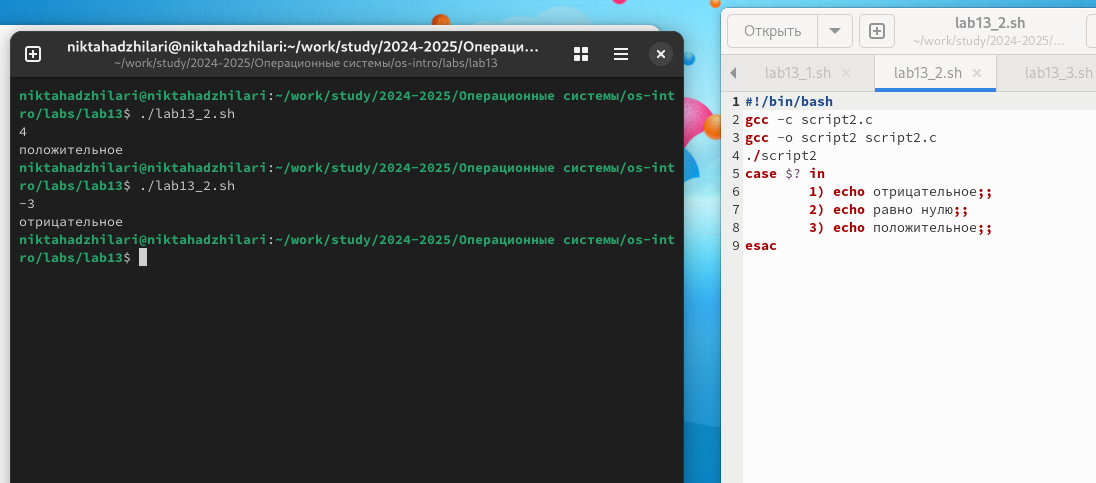 niktahadzhilari@niktahadzhilari:~/work/study/2024-2025/Операци...
~/work/study/2024-2025/Операционные системы/os-intro/labs/lab13
niktahadzhilari@niktahadzhilari:~/work/study/2024-2025/Операционные системы/os-int
ro/labs/lab13$ ./lab13_2.sh
4
положительное
niktahadzhilari@niktahadzhilari:~/work/study/2024-2025/Операционные системы/os-int
ro/labs/lab13$ ./lab13_2.sh
-3
отрицательное
niktahadzhilari@niktahadzhilari:~/work/study/2024-2025/Операционные системы/os-int
ro/labs/lab13$
Открыть
lab13_2.sh
~/work/study/2024-2025/...
lab13_1.sh
lab13_2.sh
lab13_3.sh
1 #!/bin/bash
2 gcc -c script2.c
3 gcc -o script2 script2.c
4 ./script2
5 case $? in
6 1) echo отрицательное;;
7 2) echo равно нулю;;
8 3) echo положительное;;
9 esac